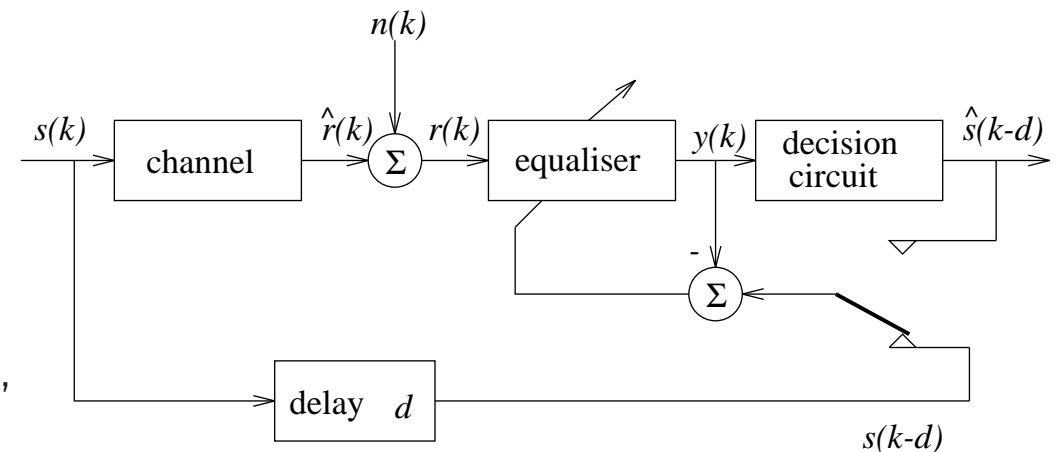 n(k)
s(k)
channel
r̂(k)
Σ
r(k)
equaliser
y(k)
decision
circuit
ŝ(k-d)
-
Σ
,
delay d
s(k-d)